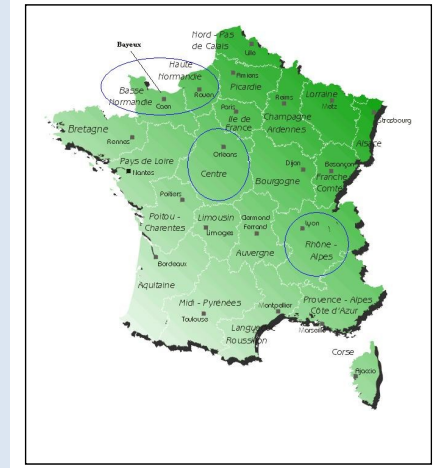 Nord - Pas
de Calais
Lille
Bayeux
Haute
Normandie
Amiens
Picardie
Rouen
Basse
Normandie
Caen
Reims
Lorraine
Metz
Paris
Ile de
France
Champagne
Ardennes
Strasbourg
Alsace
Bretagne
Rennes
Orleans
Pays de Loire
Nantes
Centre
Dijon
Besançon
Bourgogne
Franche
Comté
Poitiers
Poitou -
Charentes
Limousin
Limoges
Clermond
Ferrand
Auvergne
Lyon
Rhône -
Alpes
Bordeaux
Aquitaine
Midi - Pyrénées
Toulouse
Montpellier
Provence - Alpes
Côte d'Azur
Marseille
Roussillon
Corse
Ajaccio